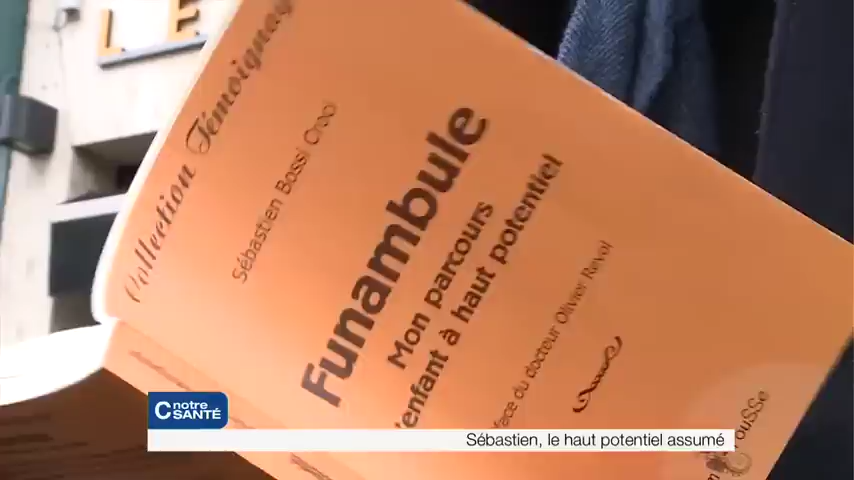 LE
Collection Témoignage
Sébastien Bossi Croci
Funambule
Mon parcours
d'enfant à haut potentiel
face du docteur Olivier Revol
C notre
SANTÉ
Sébastien, le haut potentiel assumé